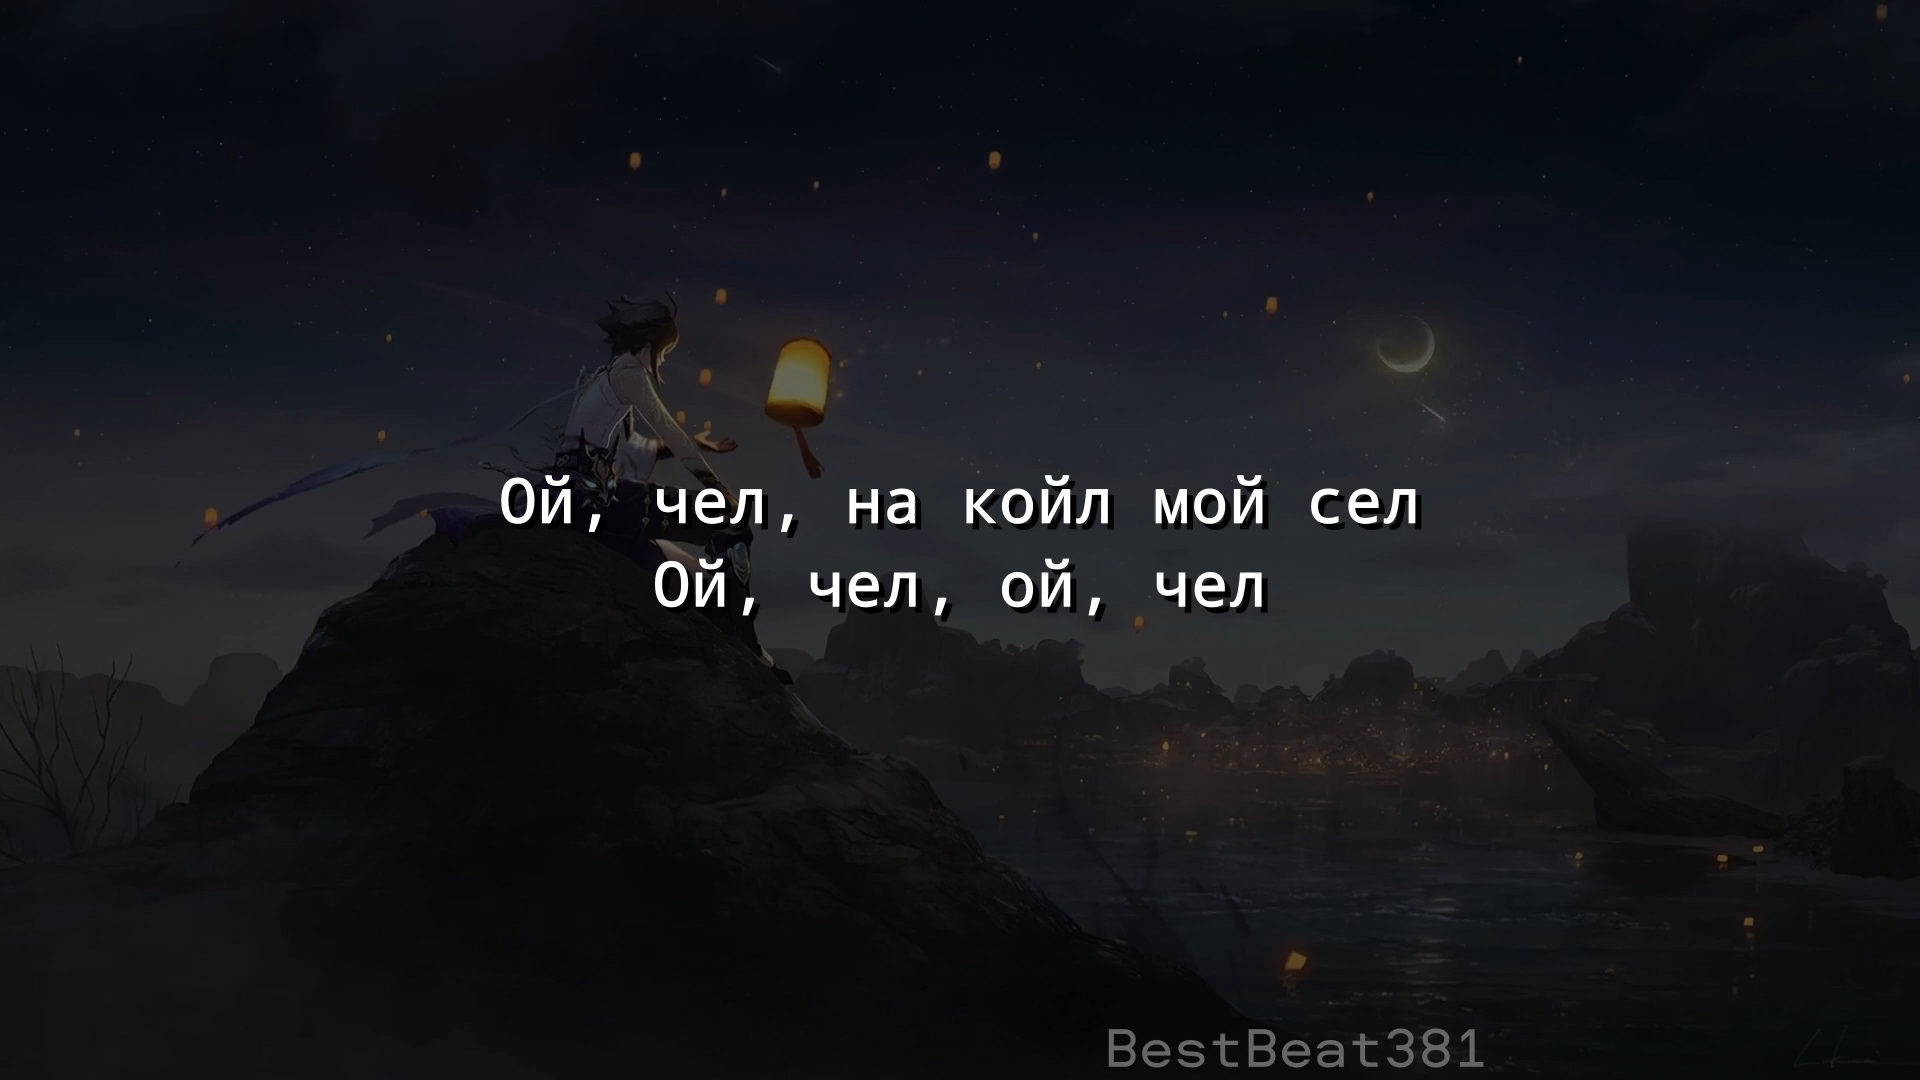 Ой, чел, на койл мой сел
Ой, чел, ой, чел
BestBeat381